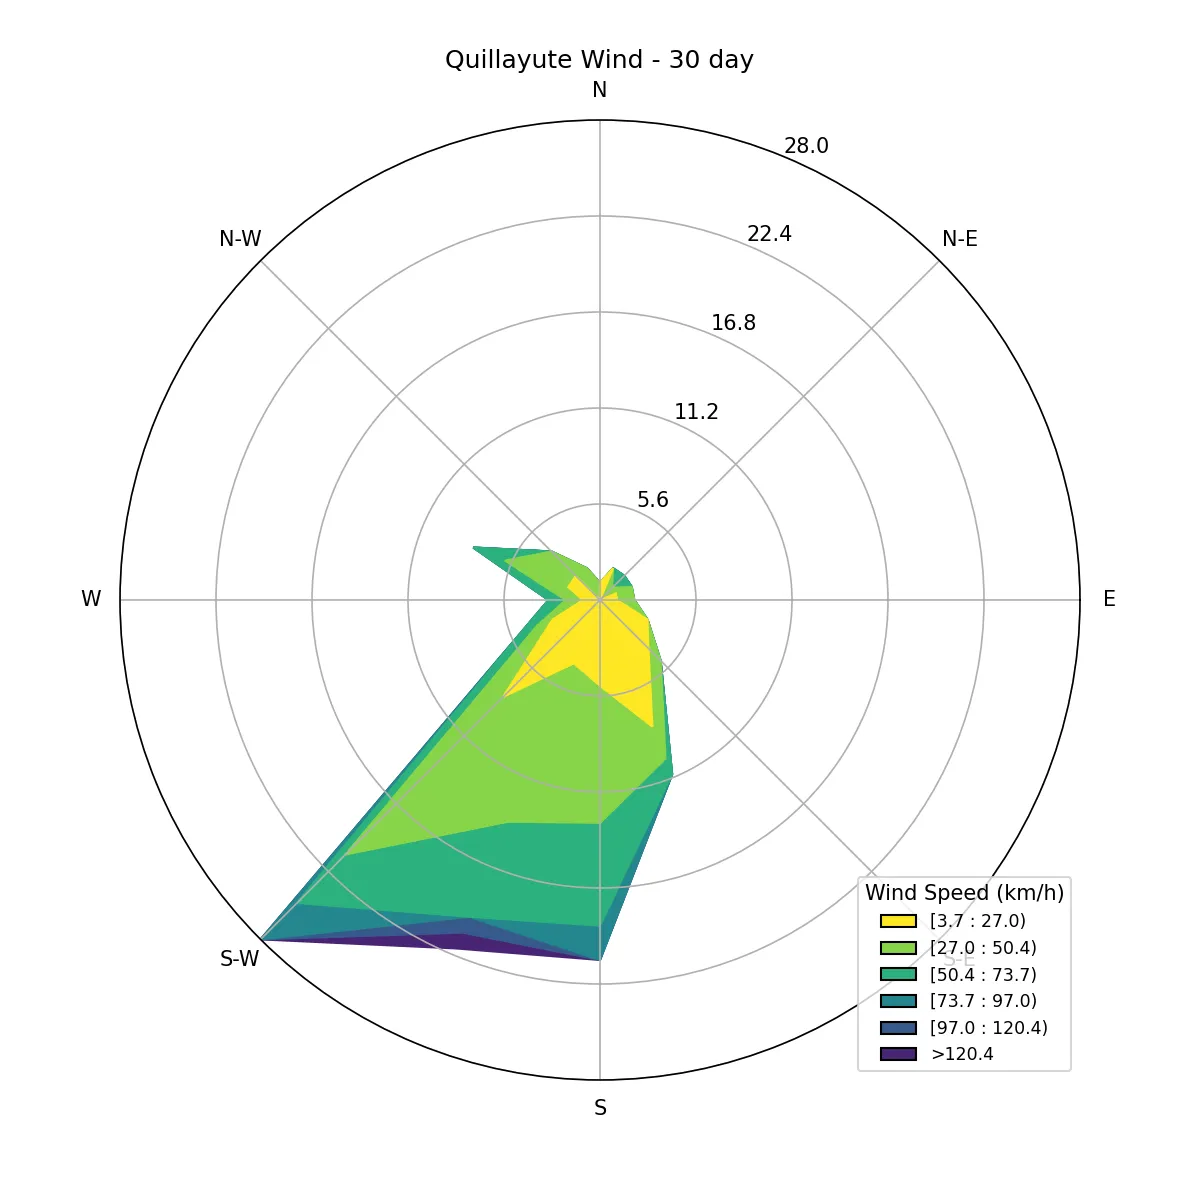 Quillayute Wind - 30 day
N
28.0
N-W
N-E
22.4
16.8
11.2
5.6
W
E
S-W
S-E
S
Wind Speed (km/h)
[3.7 : 27.0)
[27.0 : 50.4)
[50.4 : 73.7)
[73.7 : 97.0)
[97.0 : 120.4)
>120.4